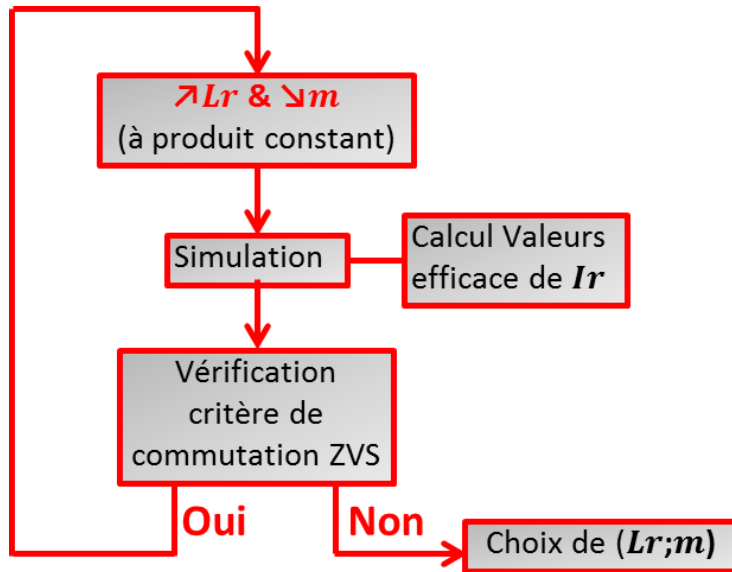 ↗Lr & ↘m
(à produit constant)
Simulation
Calcul Valeurs
efficace de Ir
Vérification
critère de
commutation ZVS
Oui
Non
Choix de (Lr;m)